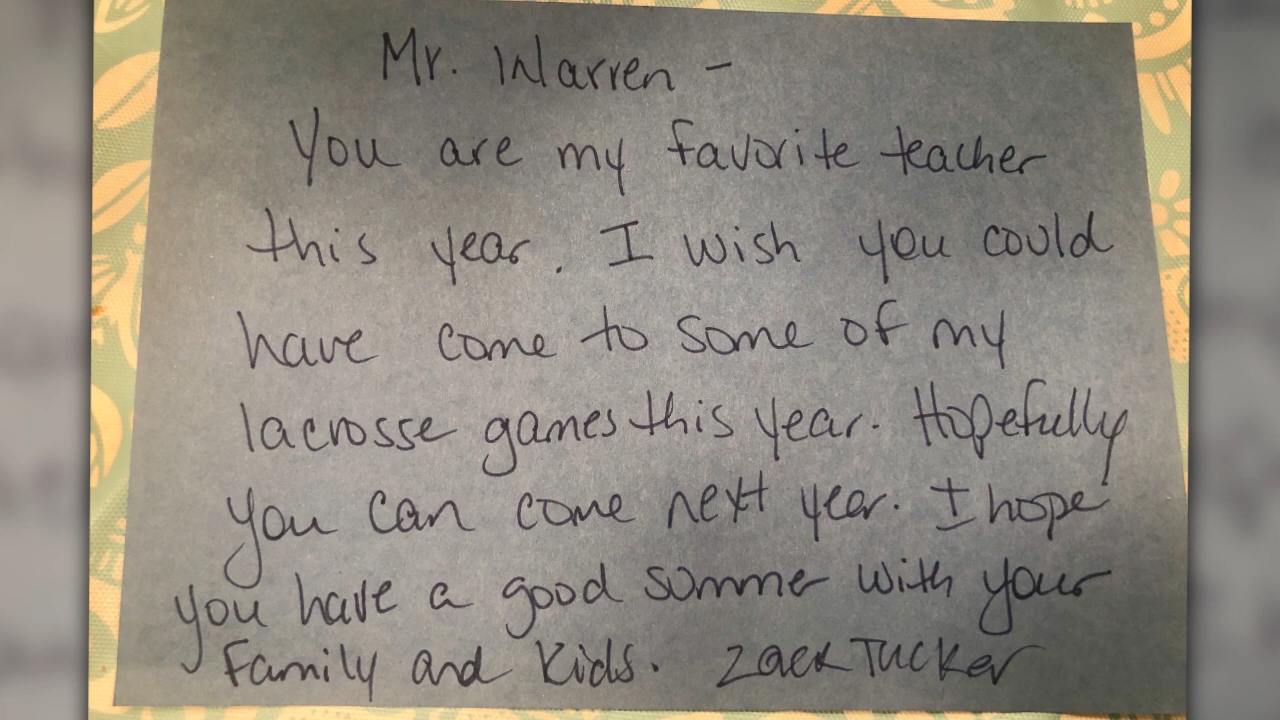 Mr. Warren -
You are my favorite teacher
this year. I wish you could
have come to some of my
lacrosse games this year. Hopefully
you can come next year. I hope
you have a good summer with your
Family and Kids. Zack Tucker